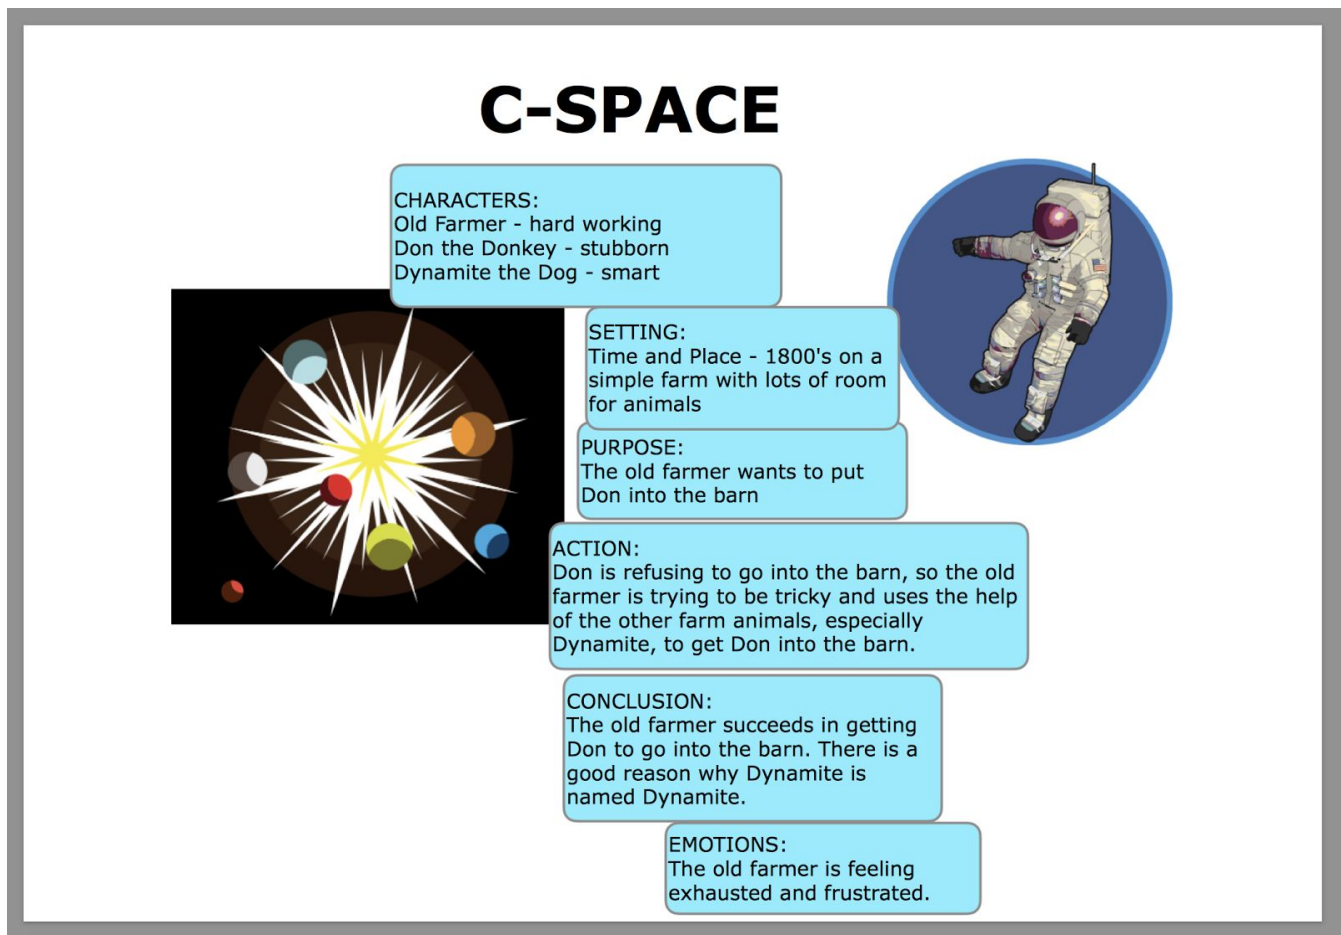 C-SPACE
CHARACTERS:
Old Farmer - hard working
Don the Donkey - stubborn
Dynamite the Dog - smart
SETTING:
Time and Place - 1800's on a
simple farm with lots of room
for animals
PURPOSE:
The old farmer wants to put
Don into the barn
ACTION:
Don is refusing to go into the barn, so the old
farmer is trying to be tricky and uses the help
of the other farm animals, especially
Dynamite, to get Don into the barn.
CONCLUSION:
The old farmer succeeds in getting
Don to go into the barn. There is a
good reason why Dynamite is
named Dynamite.
EMOTIONS:
The old farmer is feeling
exhausted and frustrated.